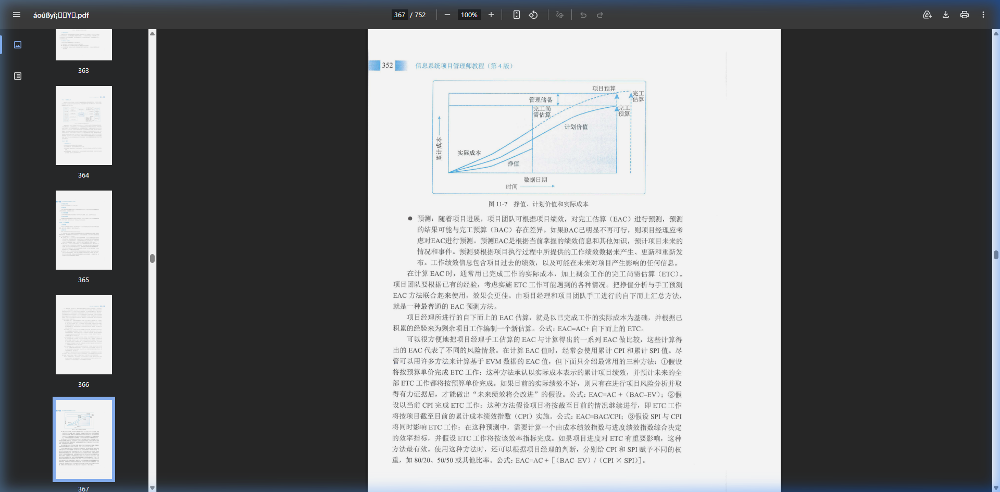 áoûßyî¡▯▯Y▯.pdf
367 / 752
100%
363
364
365
366
367
352 信息系统项目管理师教程（第 4 版）
项目预算
完工
估算
管理储备
完工尚
需估算
完工
预算
计划价值
累计成本
实际成本
挣值
数据日期
时间
图 11-7 挣值、计划价值和实际成本
● 预测：随着项目进展，项目团队可根据项目绩效，对完工估算（EAC）进行预测，预测
的结果可能与完工预算（BAC）存在差异。如果BAC已明显不再可行，则项目经理应考
虑对EAC进行预测。预测EAC是根据当前掌握的绩效信息和其他知识，预计项目未来的
情况和事件。预测要根据项目执行过程中所提供的工作绩效数据来产生、更新和重新发
布。工作绩效信息包含项目过去的绩效，以及可能在未来对项目产生影响的任何信息。
在计算 EAC 时，通常用已完成工作的实际成本，加上剩余工作的完工尚需估算（ETC）。
项目团队要根据已有的经验，考虑实施 ETC 工作可能遇到的各种情况。把挣值分析与手工预测
EAC 方法联合起来使用，效果会更佳。由项目经理和项目团队手工进行的自下而上汇总方法，
就是一种最普通的 EAC 预测方法。
项目经理所进行的自下而上的 EAC 估算，就是以已完成工作的实际成本为基础，并根据已
积累的经验来为剩余项目工作编制一个新估算。公式：EAC=AC+ 自下而上的 ETC。
可以很方便地把项目经理手工估算的 EAC 与计算得出的一系列 EAC 做比较，这些计算得
出的 EAC 代表了不同的风险情景。在计算 EAC 值时，经常会使用累计 CPI 和累计 SPI 值。尽
管可以用许多方法来计算基于 EVM 数据的 EAC 值，但下面只介绍最常用的三种方法：①假设
将按预算单价完成 ETC 工作：这种方法承认以实际成本表示的累计项目绩效，并预计未来的全
部 ETC 工作都将按预算单价完成。如果目前的实际绩效不好，则只有在进行项目风险分析并取
得有力证据后，才能做出“未来绩效将会改进”的假设。公式：EAC=AC +（BAC–EV）；②假
设以当前 CPI 完成 ETC 工作：这种方法假设项目将按截至目前的情况继续进行，即 ETC 工作
将按项目截至目前的累计成本绩效指数（CPI）实施。公式：EAC=BAC/CPI；③假设 SPI 与 CPI
将同时影响 ETC 工作：在这种预测中，需要计算一个由成本绩效指数与进度绩效指数综合决定
的效率指标，并假设 ETC 工作将按该效率指标完成。如果项目进度对 ETC 有重要影响，这种
方法最有效。使用这种方法时，还可以根据项目经理的判断，分别给 CPI 和 SPI 赋予不同的权
重，如 80/20、50/50 或其他比率。公式：EAC=AC +［（BAC–EV）/（CPI × SPI）］。